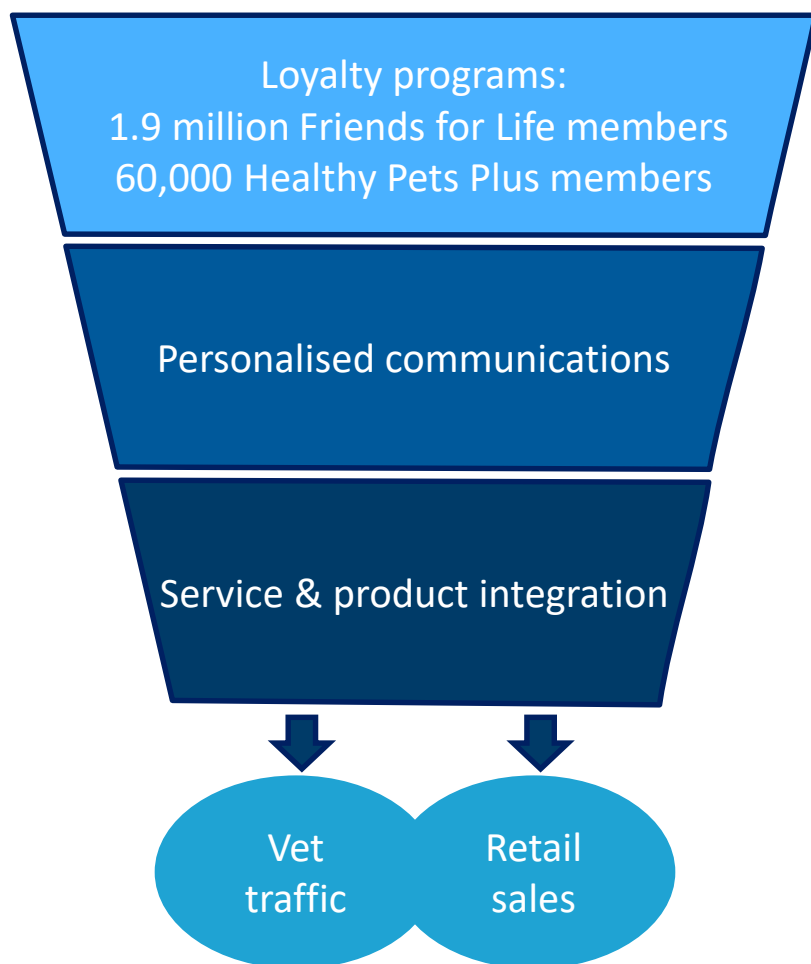 Loyalty programs:
1.9 million Friends for Life members
60,000 Healthy Pets Plus members
Personalised communications
Service & product integration
Vet
traffic
Retail
sales